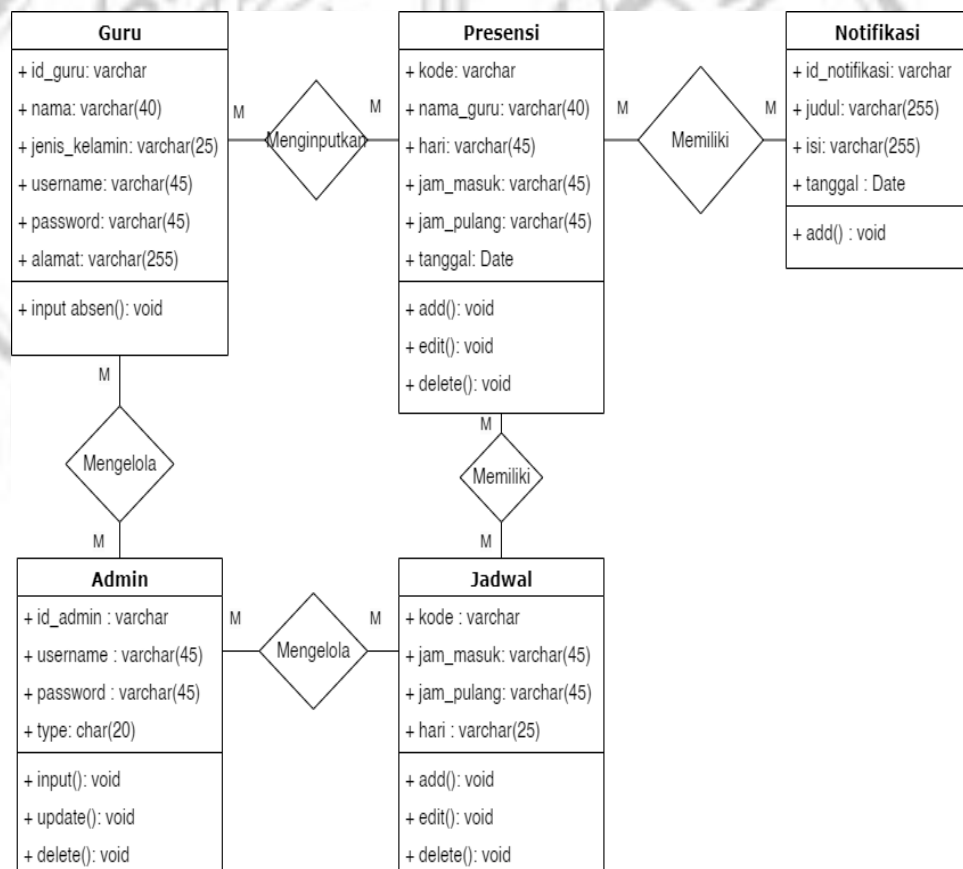 Guru
+ id_guru: varchar
+ nama: varchar(40)
+ jenis_kelamin: varchar(25)
+ username: varchar(45)
+ password: varchar(45)
+ alamat: varchar(255)
+ input absen(): void
M
Menginputkan
M
Presensi
+ kode: varchar
+ nama_guru: varchar(40)
+ hari: varchar(45)
+ jam_masuk: varchar(45)
+ jam_pulang: varchar(45)
+ tanggal: Date
+ add(): void
+ edit(): void
+ delete(): void
M
Memiliki
M
Notifikasi
+ id_notifikasi: varchar
+ judul: varchar(255)
+ isi: varchar(255)
+ tanggal : Date
+ add() : void
M
Mengelola
M
M
Memiliki
M
Admin
+ id_admin : varchar
+ username : varchar(45)
+ password : varchar(45)
+ type: char(20)
+ input(): void
+ update(): void
+ delete(): void
M
Mengelola
M
Jadwal
+ kode : varchar
+ jam_masuk: varchar(45)
+ jam_pulang: varchar(45)
+ hari : varchar(25)
+ add(): void
+ edit(): void
+ delete(): void